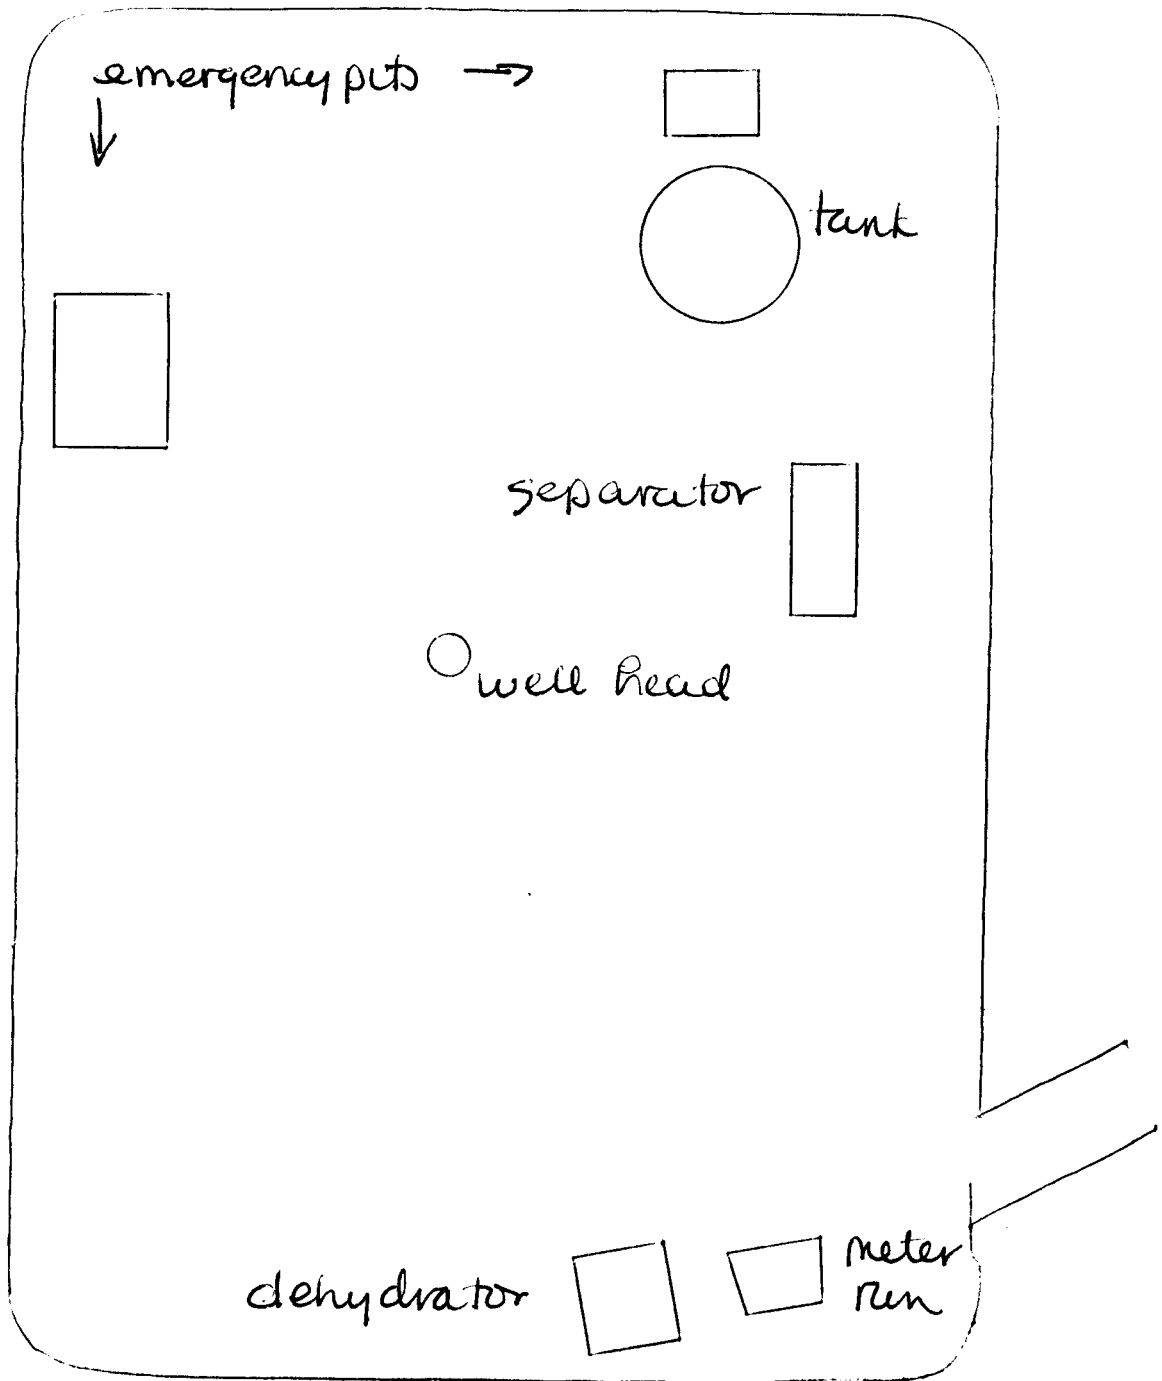 emergency pits →
tank
separator
well head
meter
run
dehydrator